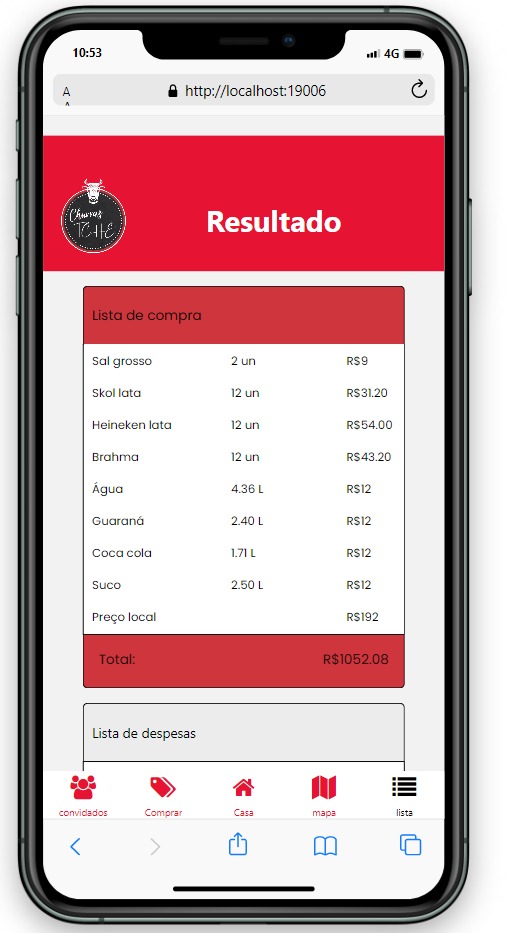 10:53
4G
A
A
http://localhost:19006
Churras
TCHÊ
Resultado
Lista de compra
Sal grosso 2 un R$9
Skol lata 12 un R$31.20
Heineken lata 12 un R$54.00
Brahma 12 un R$43.20
Água 4.36 L R$12
Guaraná 2.40 L R$12
Coca cola 1.71 L R$12
Suco 2.50 L R$12
Preço local R$192
Total: R$1052.08
Lista de despesas
convidados Comprar Casa mapa lista